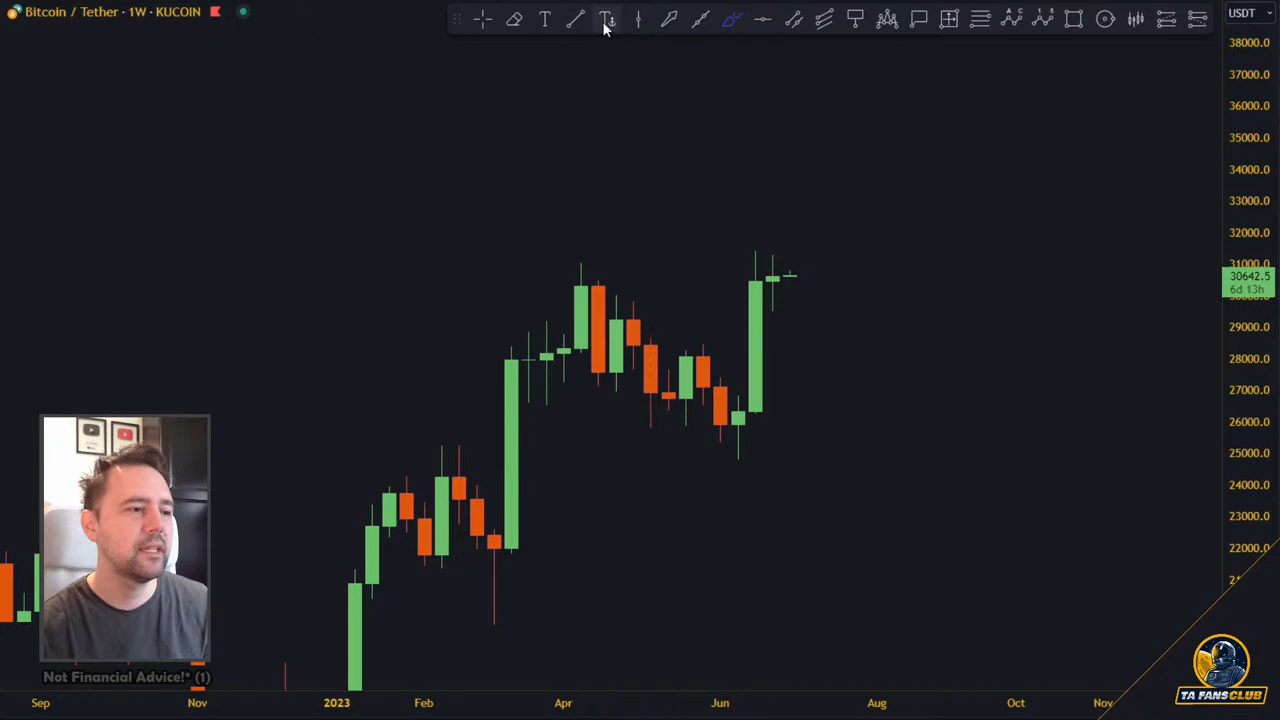 Bitcoin / Tether · 1W · KUCOIN
USDT
38000.0
37000.0
36000.0
35000.0
34000.0
33000.0
32000.0
31000.0
30642.5
6d 13h
29000.0
28000.0
27000.0
26000.0
25000.0
24000.0
23000.0
22000.0
Not Financial Advice!* (1)
Sep
Nov
2023
Feb
Apr
Jun
Aug
Oct
Nov
TA FANSCLUB